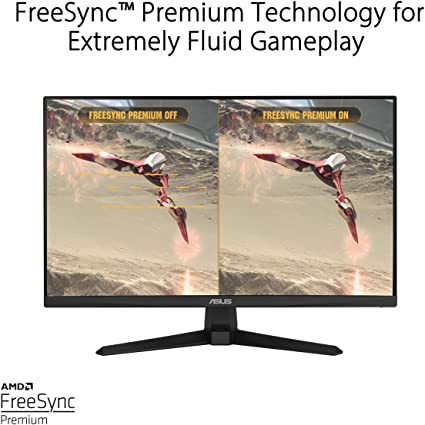 FreeSync™ Premium Technology for
Extremely Fluid Gameplay
FREESYNC PREMIUM OFF
FREESYNC PREMIUM ON
ASUS
AMD
FreeSync
Premium